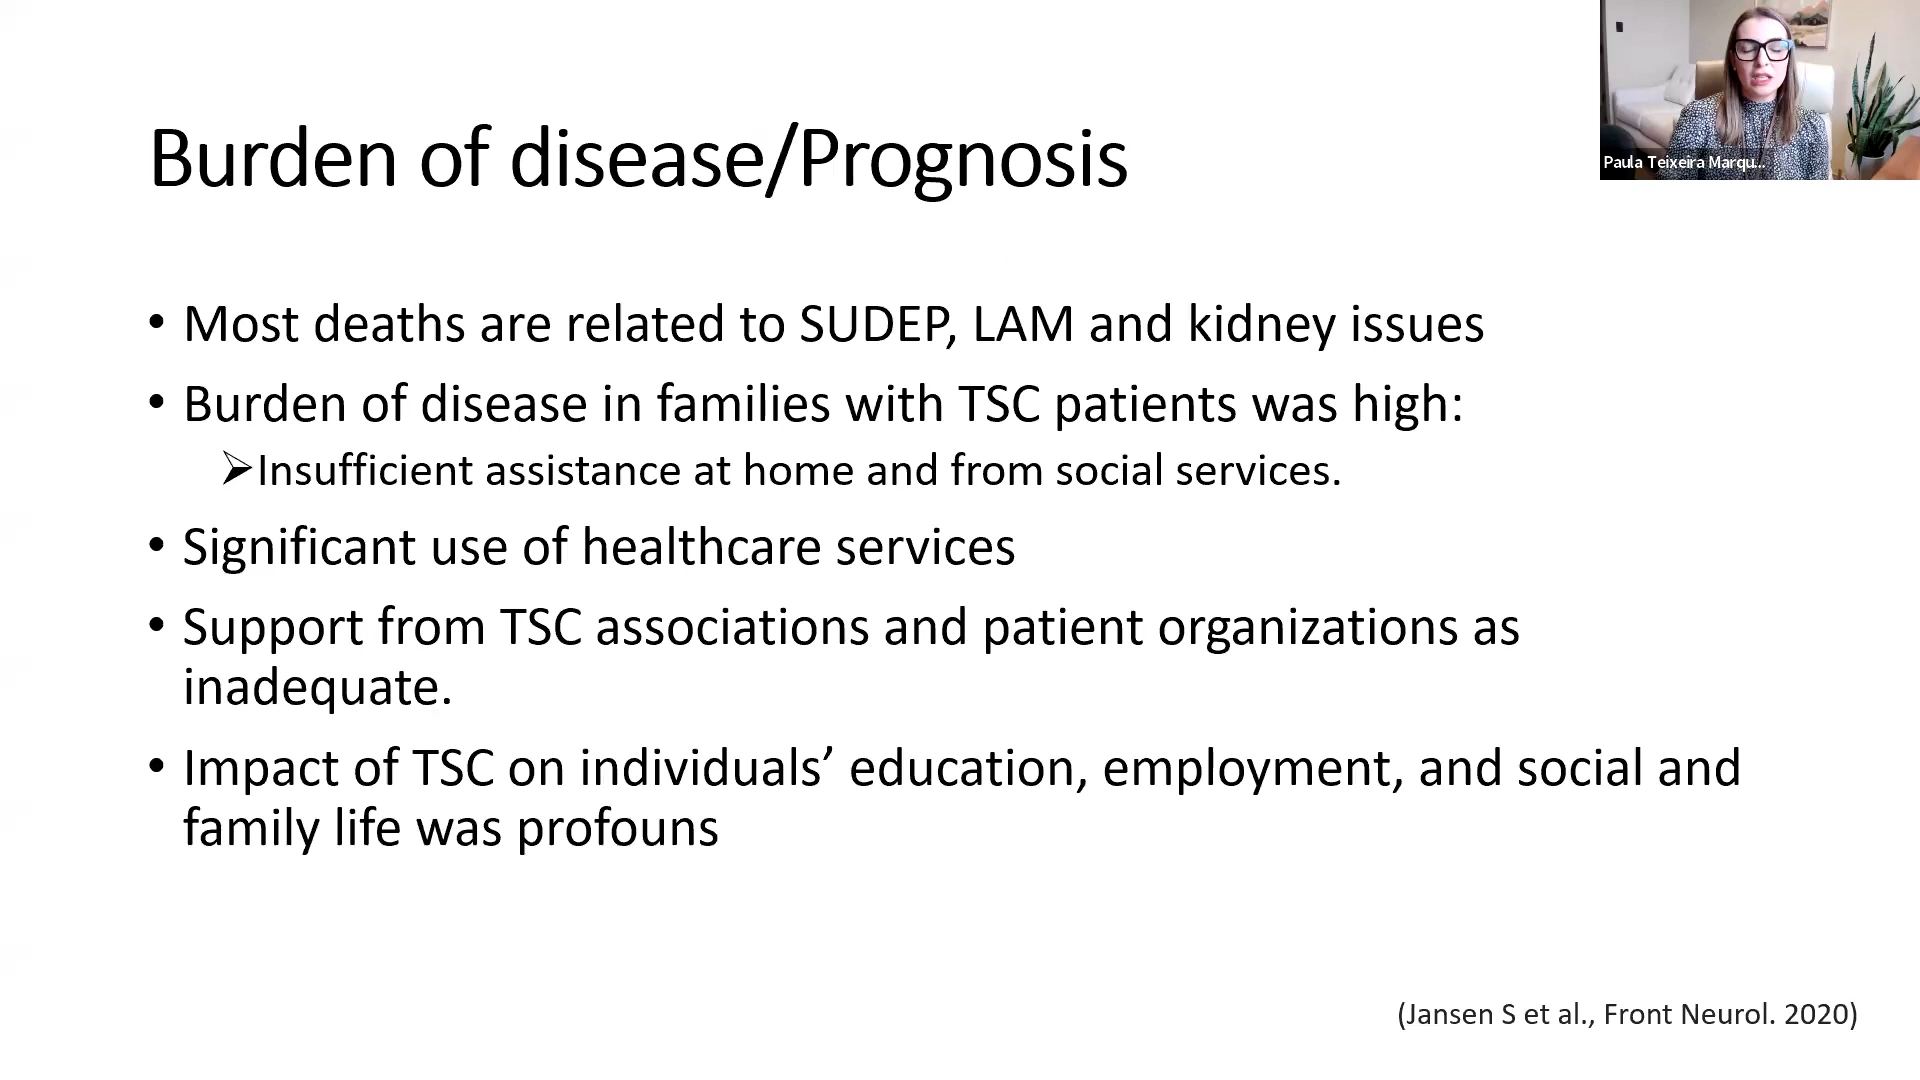 Burden of disease/Prognosis
Paula Teixeira Marqu...
• Most deaths are related to SUDEP, LAM and kidney issues
• Burden of disease in families with TSC patients was high:
➢Insufficient assistance at home and from social services.
• Significant use of healthcare services
• Support from TSC associations and patient organizations as
inadequate.
• Impact of TSC on individuals’ education, employment, and social and
family life was profouns
(Jansen S et al., Front Neurol. 2020)